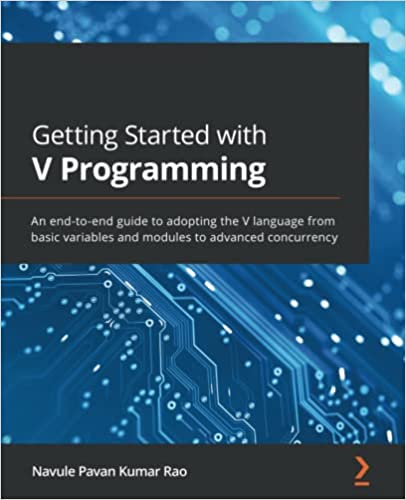 Getting Started with
V Programming
An end-to-end guide to adopting the V language from
basic variables and modules to advanced concurrency
Navule Pavan Kumar Rao